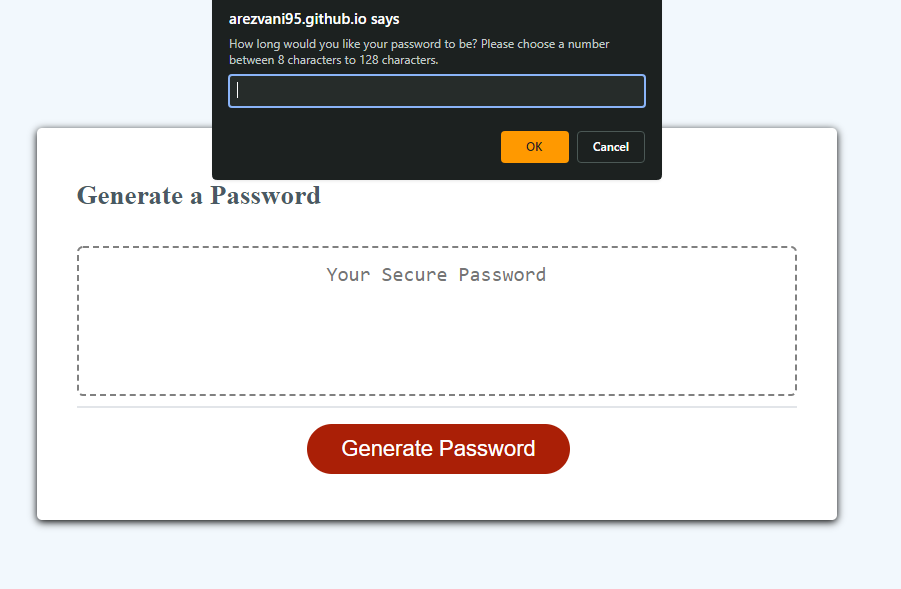 arezvani95.github.io says
How long would you like your password to be? Please choose a number
between 8 characters to 128 characters.
OK
Cancel
Generate a Password
Your Secure Password
Generate Password